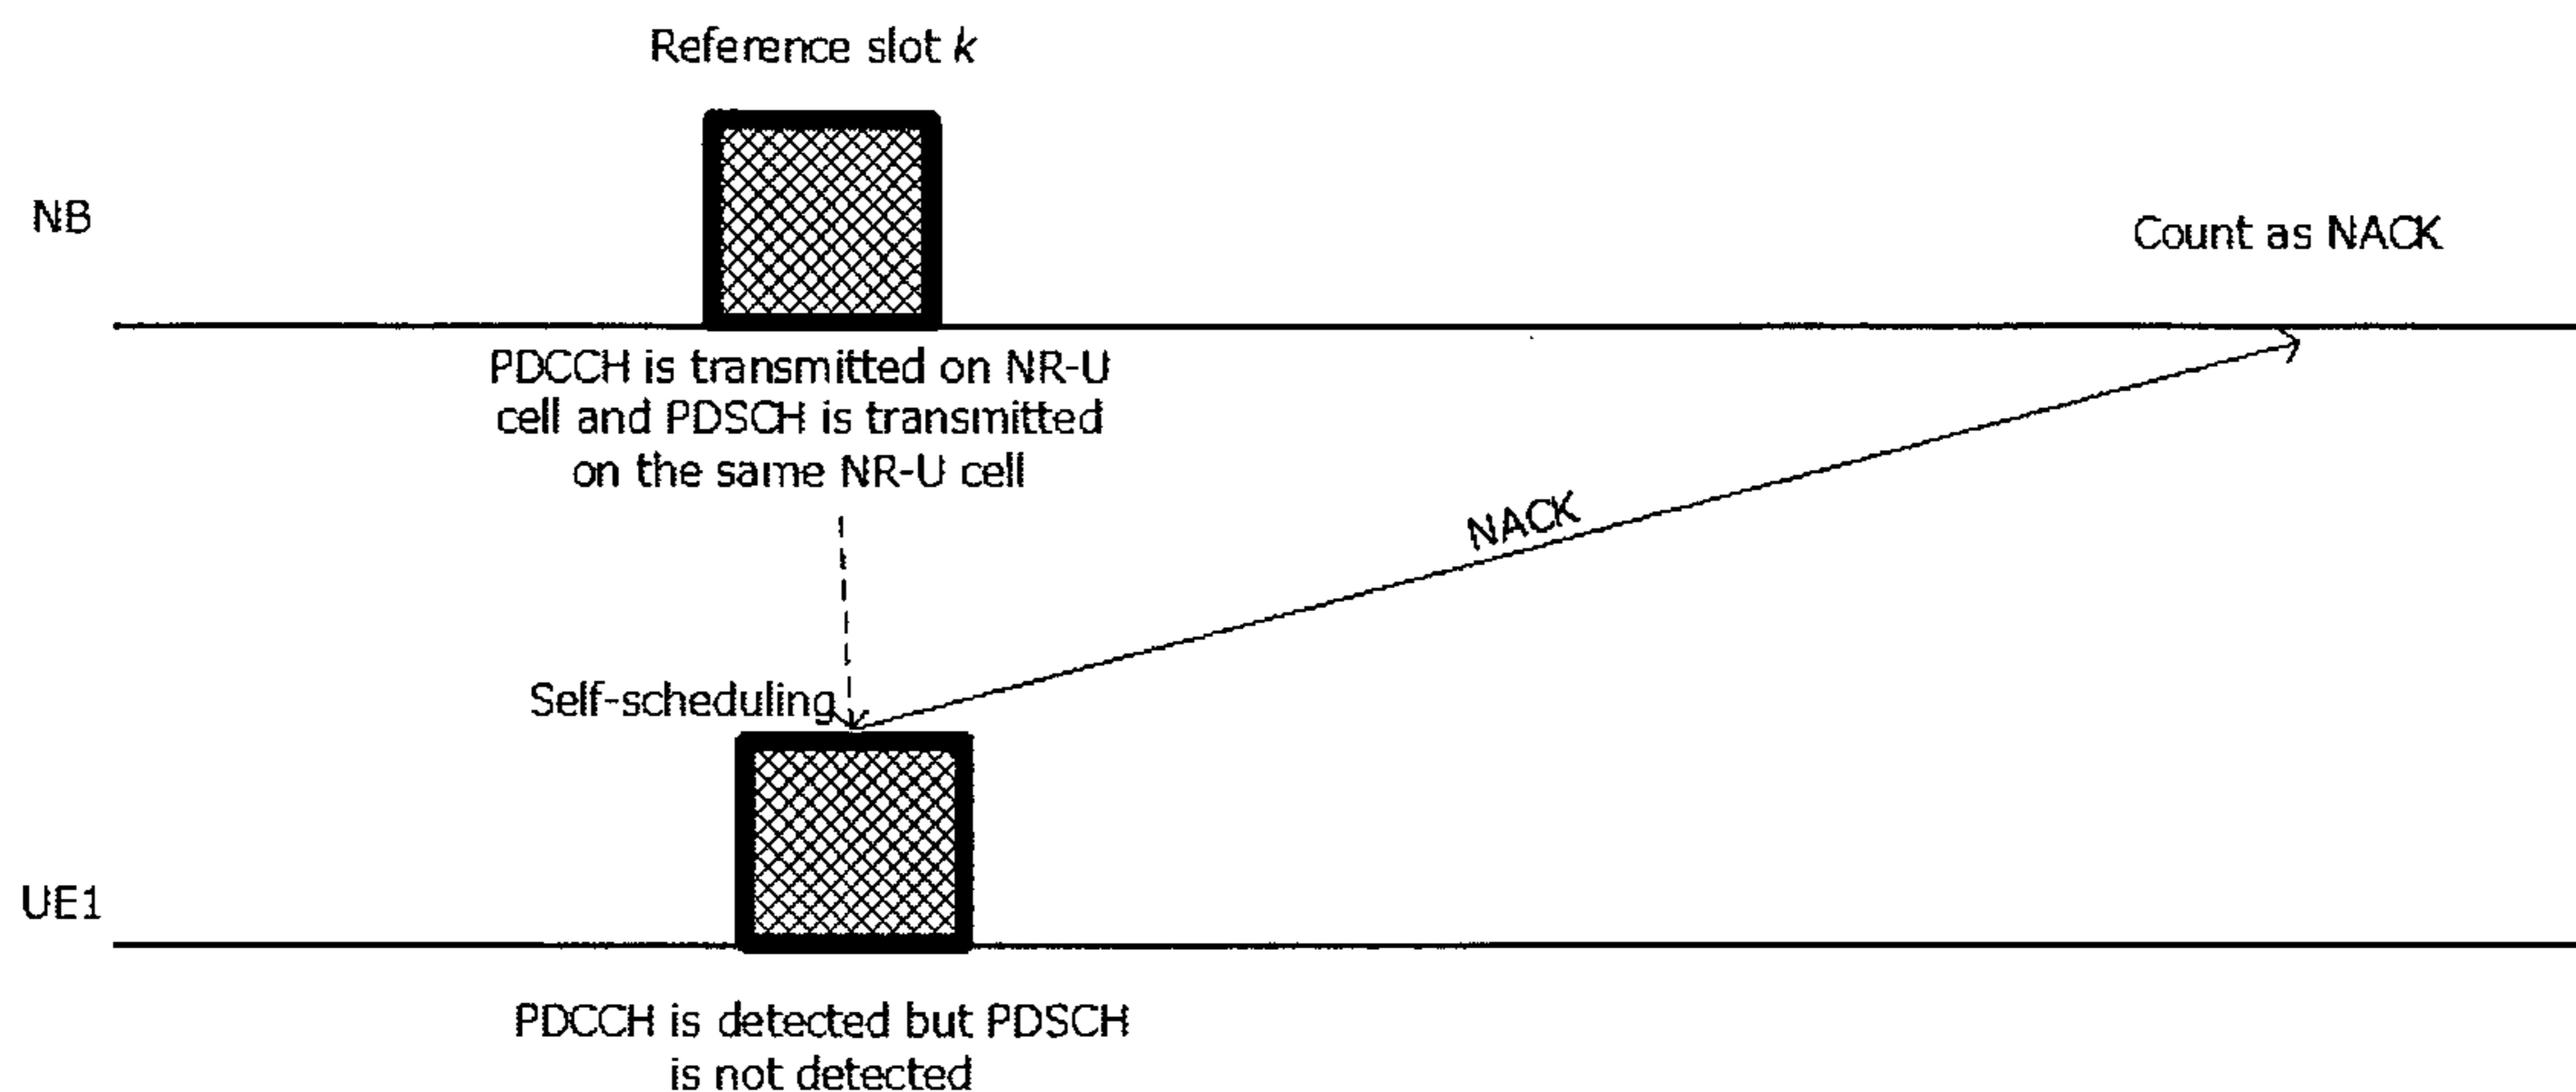 Reference slot k
NB
Count as NACK
PDCCH is transmitted on NR-U
cell and PDSCH is transmitted
on the same NR-U cell
NACK
Self-scheduling
UE1
PDCCH is detected but PDSCH
is not detected